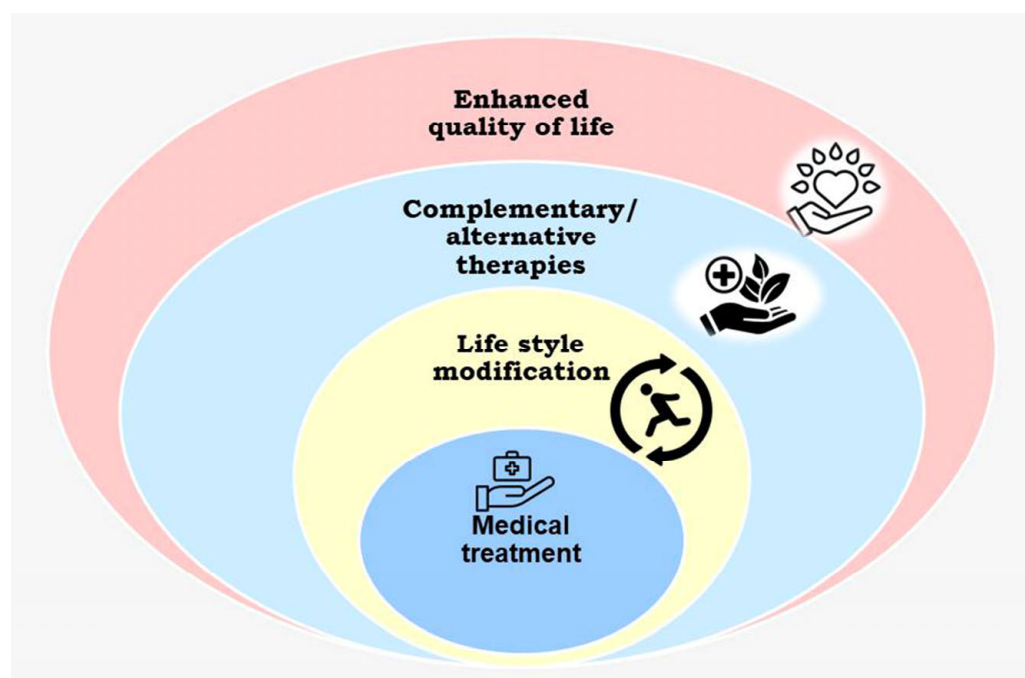 Enhanced
quality of life
Complementary/
alternative
therapies
Life style
modification
Medical
treatment